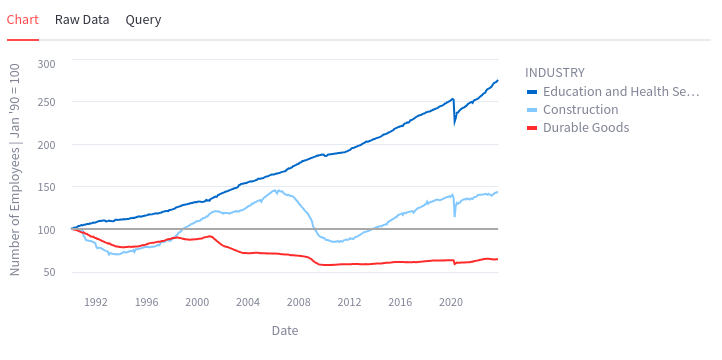 Chart Raw Data Query
Number of Employees | Jan '90 = 100
300
250
200
150
100
50
1992 1996 2000 2004 2008 2012 2016 2020
Date
INDUSTRY
Education and Health Se…
Construction
Durable Goods